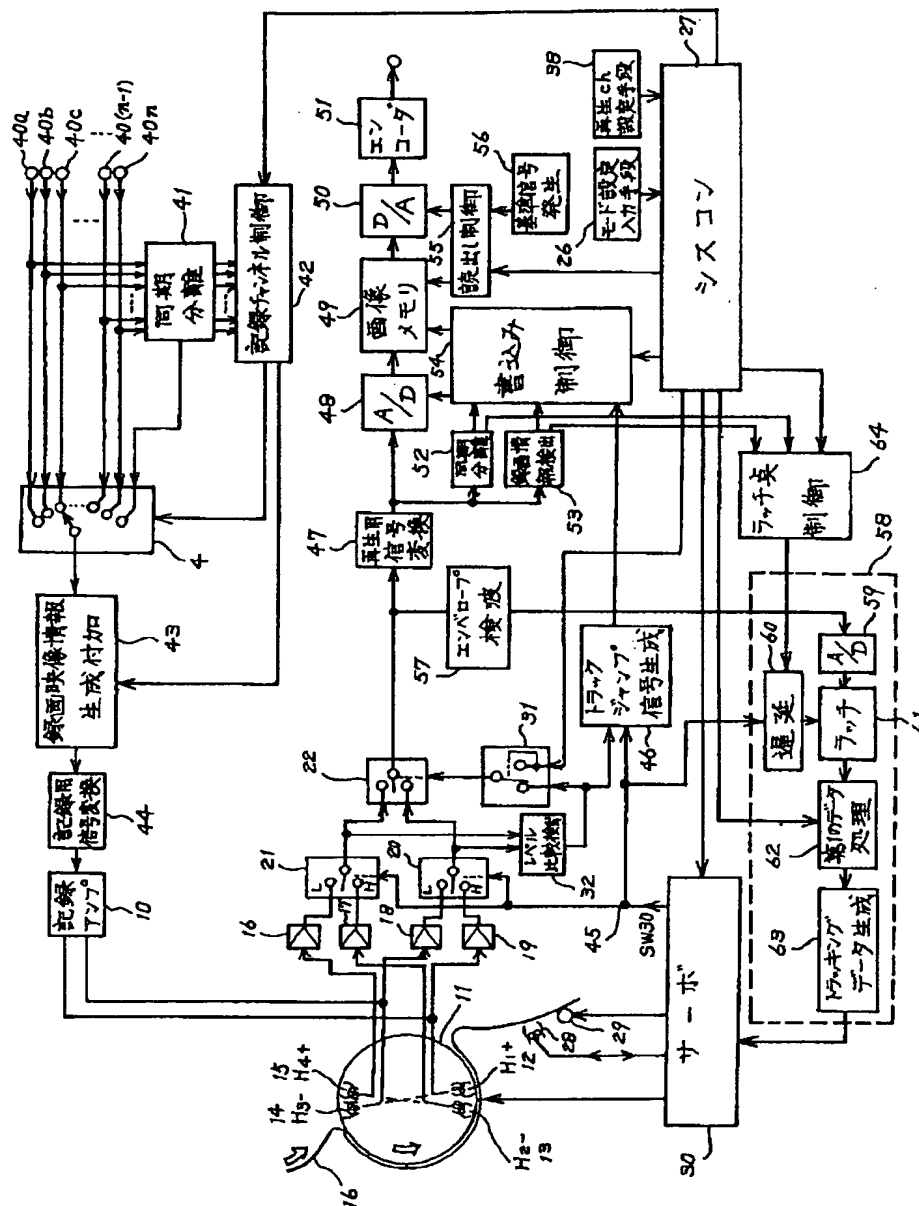 40a
40b
40c
40(n-1)
40n
41
同期分離
42
記録チャンネル制御
4
43
録画映像情報生成付加
44
記録用信号変換
10
記録アンプ
27
シスコン
38
再生ch設定手段
26
モード設定入力手段
51
エンコーダ
50
D/A
56
基準信号発生
55
読出し制御
49
画像メモリ
54
書込み制御
48
A/D
52
同期分離
53
録画情報検出
47
再生用信号変換
57
エンベロープ検波
46
トラックジャンプ信号生成
31
22
32
レベル比較検出
21
L
H
20
L
H
16
17
18
19
45
SW30
64
ラッチ点制御
58
59
A/D
60
遅延
ラッチ
62
第1のデータ処理
63
トラッキングデータ生成
サーボ
30
11
15
H4+
14
H3-
H1+
12
H2-
13
28
29
16